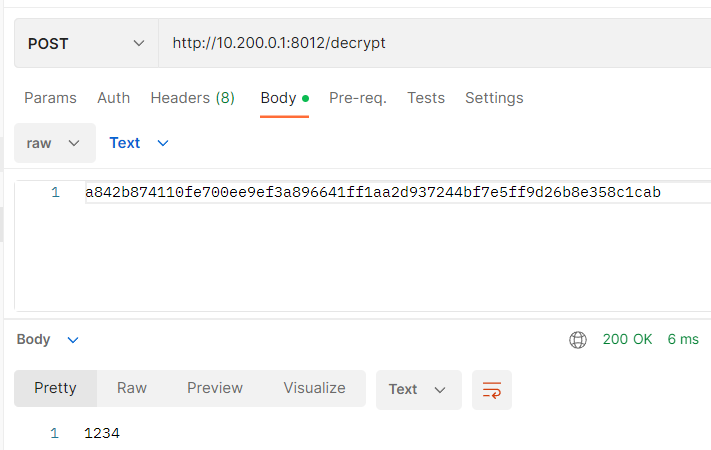 POST http://10.200.0.1:8012/decrypt
Params Auth Headers (8) Body Pre-req. Tests Settings
raw Text
1 a842b874110fe700ee9ef3a896641ff1aa2d937244bf7e5ff9d26b8e358c1cab
Body 200 OK 6 ms
Pretty Raw Preview Visualize Text
1 1234